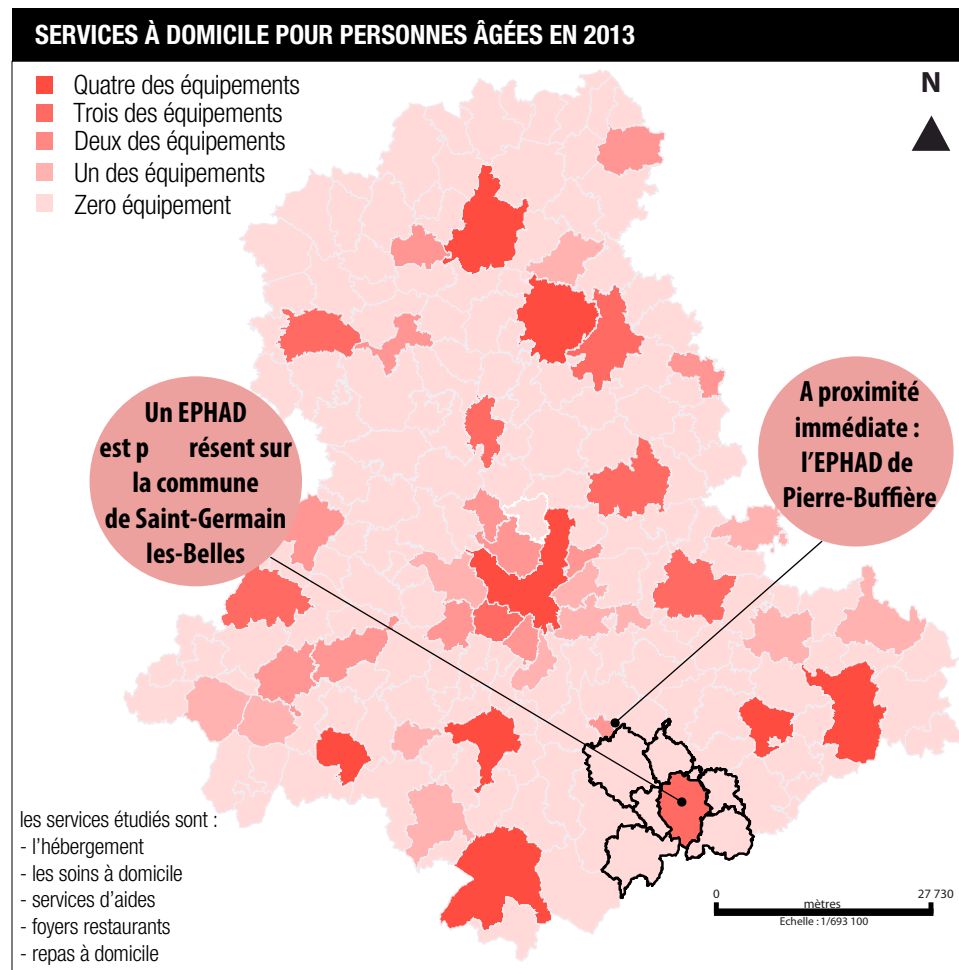 SERVICES À DOMICILE POUR PERSONNES ÂGÉES EN 2013
Quatre des équipements
Trois des équipements
Deux des équipements
Un des équipements
Zero équipement
N
Un EPHAD
est p résent sur
la commune
de Saint-Germain
les-Belles
A proximité
immédiate :
l'EPHAD de
Pierre-Buffière
les services étudiés sont :
- l'hébergement
- les soins à domicile
- services d'aides
- foyers restaurants
- repas à domicile
0 27 730
mètres
Echelle : 1/693 100